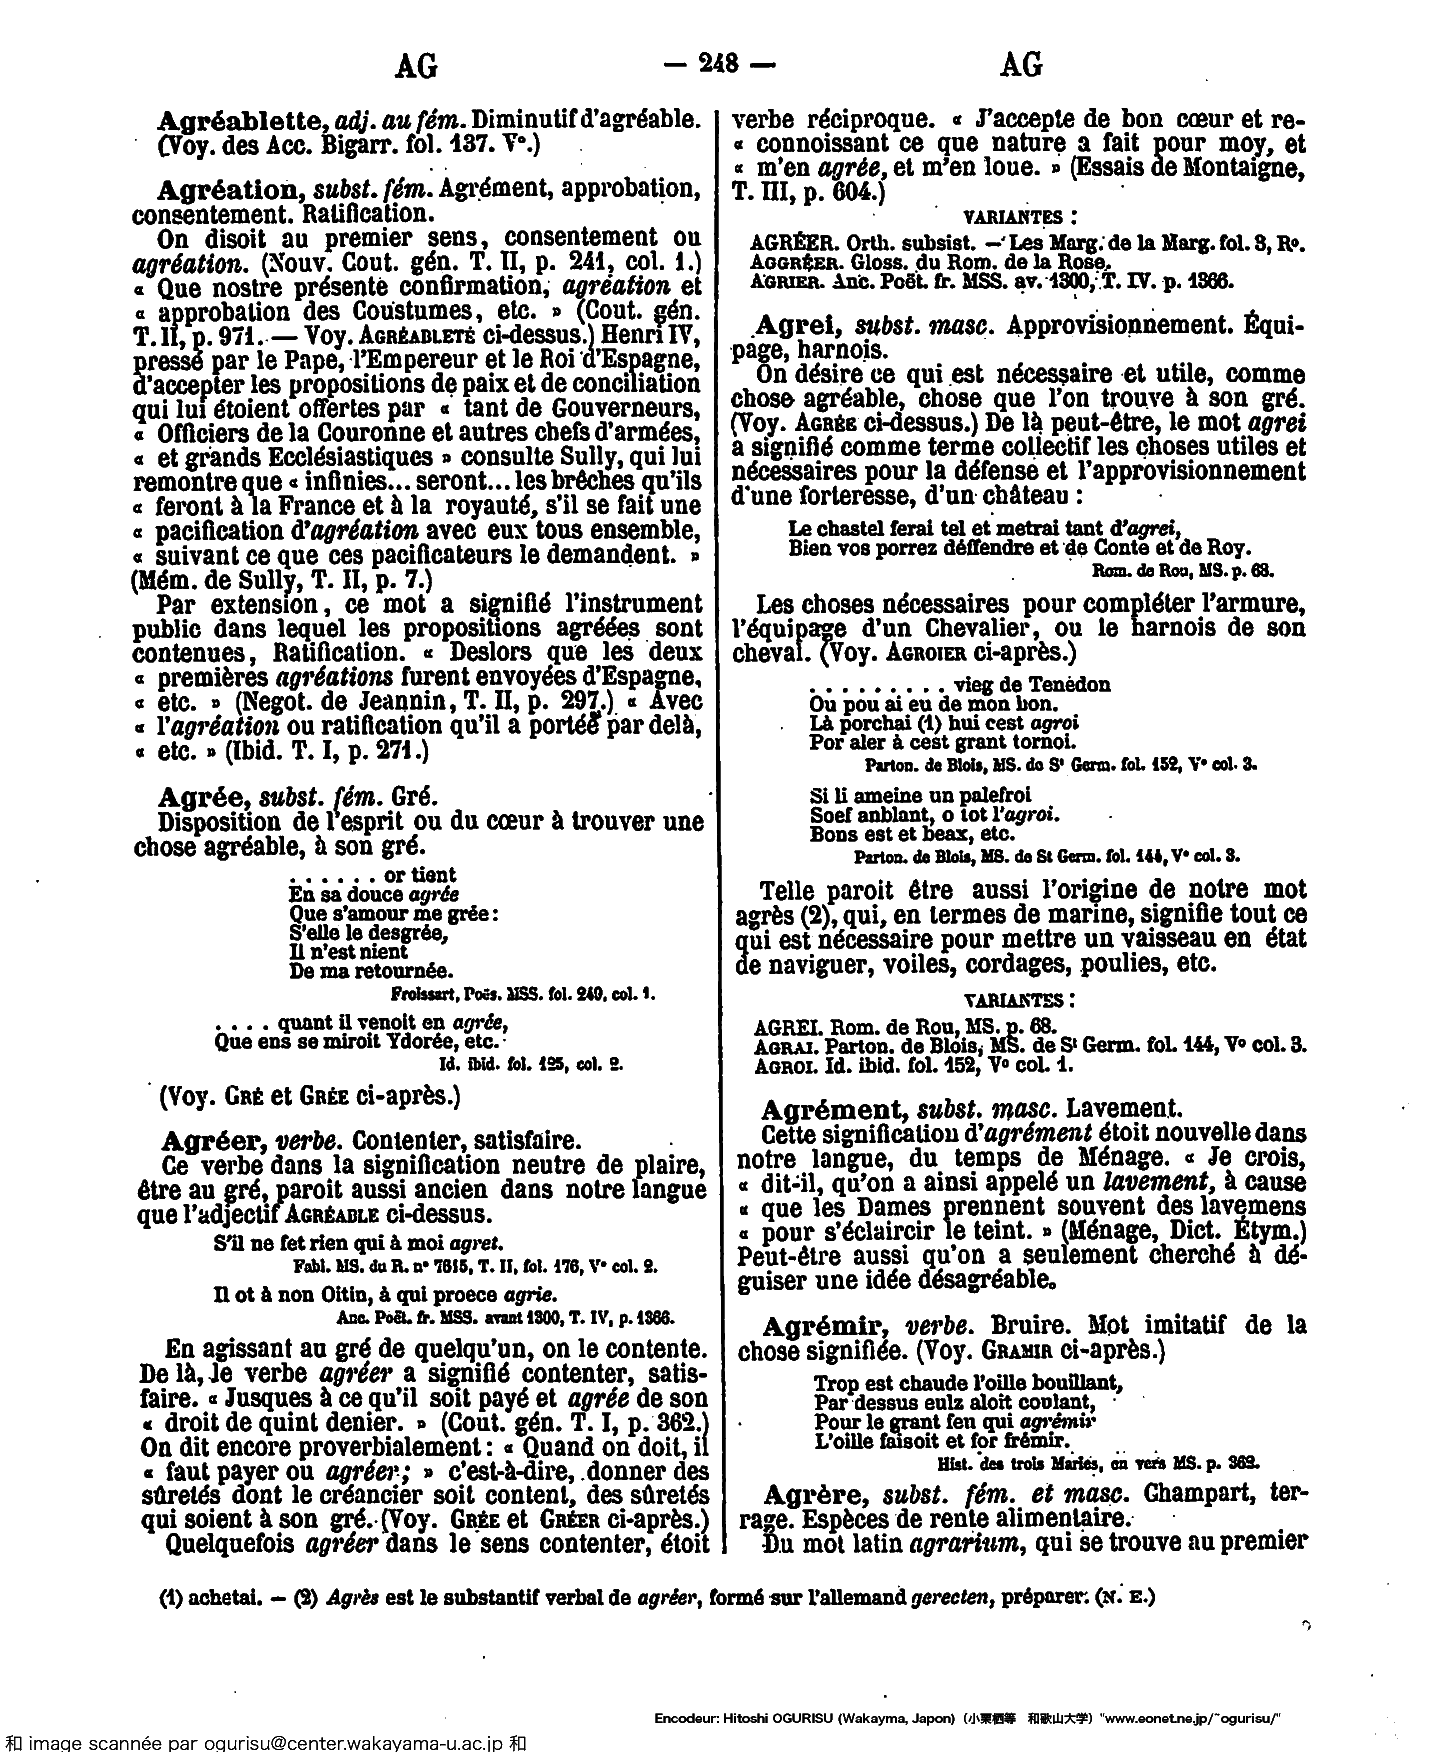 AG — 248 — AG
Agréablette, adj. au fém. Diminutif d'agréable.
(Voy. des Acc. Bigarr. fol. 137. V°.)
Agréation, subst. fém. Agrément, approbation,
consentement. Ratification.
On disoit au premier sens, consentement ou
agréation. (Nouv. Cout. gén. T. II, p. 241, col. 1.)
« Que nostre présente confirmation, agréation et
« approbation des Coustumes, etc. » (Cout. gén.
T. II, p. 971. — Voy. AGRÉABLETÉ ci-dessus.) Henri IV,
pressé par le Pape, l'Empereur et le Roi d'Espagne,
d'accepter les propositions de paix et de conciliation
qui lui étoient offertes par « tant de Gouverneurs,
« Officiers de la Couronne et autres chefs d'armées,
« et grands Ecclésiastiques » consulte Sully, qui lui
remontre que « infinies... seront... les brêches qu'ils
« feront à la France et à la royauté, s'il se fait une
« pacification d'agréation avec eux tous ensemble,
« suivant ce que ces pacificateurs le demandent. »
(Mém. de Sully, T. II, p. 7.)
Par extension, ce mot a signifié l'instrument
public dans lequel les propositions agréées sont
contenues, Ratification. « Deslors que les deux
« premières agréations furent envoyées d'Espagne,
« etc. » (Negot. de Jeannin, T. II, p. 297.) « Avec
« l'agréation ou ratification qu'il a portée par delà,
« etc. » (Ibid. T. I, p. 271.)
Agrée, subst. fém. Gré.
Disposition de l'esprit ou du cœur à trouver une
chose agréable, à son gré.
. . . . . . or tient
En sa douce agrée
Que s'amour me grée :
S'elle le desgrée,
Il n'est nient
De ma retournée.
Froissart, Poës. MSS. fol. 249, col. 1.
. . . . quant il venoit en agrée,
Que ens se miroit Ydorée, etc.
Id. ibid. fol. 125, col. 2.
(Voy. GRÉ et GRÉE ci-après.)
Agréer, verbe. Contenter, satisfaire.
Ce verbe dans la signification neutre de plaire,
être au gré, paroit aussi ancien dans notre langue
que l'adjectif AGRÉABLE ci-dessus.
S'il ne fet rien qui à moi agret.
Fabl. MS. du R. n° 7615, T. II, fol. 176, V° col. 2.
Il ot à non Oitin, à qui proece agrie.
Anc. Poët. fr. MSS. avant 1300, T. IV, p. 1366.
En agissant au gré de quelqu'un, on le contente.
De là, le verbe agréer a signifié contenter, satis-
faire. « Jusques à ce qu'il soit payé et agrée de son
« droit de quint denier. » (Cout. gén. T. I, p. 362.)
On dit encore proverbialement : « Quand on doit, il
« faut payer ou agréer ; » c'est-à-dire, donner des
sûretés dont le créancier soit content, des sûretés
qui soient à son gré. (Voy. GRÉE et GRÉER ci-après.)
Quelquefois agréer dans le sens contenter, étoit
verbe réciproque. « J'accepte de bon cœur et re-
« connoissant ce que nature a fait pour moy, et
« m'en agrée, et m'en loue. » (Essais de Montaigne,
T. III, p. 604.)
VARIANTES :
AGRÉER. Orth. subsist. — Les Marg. de la Marg. fol. 3, R°.
AGGRÉER. Gloss. du Rom. de la Rose.
AGRIER. Anc. Poët. fr. MSS. av. 1300, T. IV. p. 1366.
Agrei, subst. masc. Approvisionnement. Équi-
page, harnois.
On désire ce qui est nécessaire et utile, comme
chose agréable, chose que l'on trouve à son gré.
(Voy. AGRÉE ci-dessus.) De là peut-être, le mot agrei
a signifié comme terme collectif les choses utiles et
nécessaires pour la défense et l'approvisionnement
d'une forteresse, d'un château :
Le chastel ferai tel et metrai tant d'agrei,
Bien vos porrez déffendre et de Conte et de Roy.
Rom. de Rou, MS. p. 68.
Les choses nécessaires pour compléter l'armure,
l'équipage d'un Chevalier, ou le harnois de son
cheval. (Voy. AGROIER ci-après.)
. . . . . . . . . vieg de Tenédon
Ou pou ai eu de mon bon.
Là porchai (1) hui cest agroi
Por aler à cest grant tornoi.
Parton. de Blois, MS. de St Germ. fol. 152, V° col. 3.
Si li ameine un palefroi
Soef anblant, o tot l'agroi.
Bons est et beax, etc.
Parton. de Blois, MS. de St Germ. fol. 144, V° col. 3.
Telle paroit être aussi l'origine de notre mot
agrès (2), qui, en termes de marine, signifie tout ce
qui est nécessaire pour mettre un vaisseau en état
de naviguer, voiles, cordages, poulies, etc.
VARIANTES :
AGREI. Rom. de Rou, MS. p. 68.
AGRAI. Parton. de Blois, MS. de St Germ. fol. 144, V° col. 3.
AGROI. Id. ibid. fol. 152, V° col. 1.
Agrément, subst. masc. Lavement.
Cette signification d'agrément étoit nouvelle dans
notre langue, du temps de Ménage. « Je crois,
« dit-il, qu'on a ainsi appelé un lavement, à cause
« que les Dames prennent souvent des lavemens
« pour s'éclaircir le teint. » (Ménage, Dict. Étym.)
Peut-être aussi qu'on a seulement cherché à dé-
guiser une idée désagréable.
Agrémir, verbe. Bruire. Mot imitatif de la
chose signifiée. (Voy. GRAMIR ci-après.)
Trop est chaude l'oille bouillant,
Par dessus eulz aloit coulant,
Pour le grant feu qui agrémir
L'oille faisoit et for frémir.
Hist. des trois Maries, en vers MS. p. 362.
Agrère, subst. fém. et masc. Champart, ter-
rage. Espèces de rente alimentaire.
Du mot latin agrarium, qui se trouve au premier
(1) achetai. — (2) Agrès est le substantif verbal de agréer, formé sur l'allemand gerecten, préparer. (N. E.)
Encodeur: Hitoshi OGURISU (Wakayma, Japon) (小栗栖等 和歌山大学) "www.eonet.ne.jp/~ogurisu/"
和 image scannée par ogurisu@center.wakayama-u.ac.jp 和